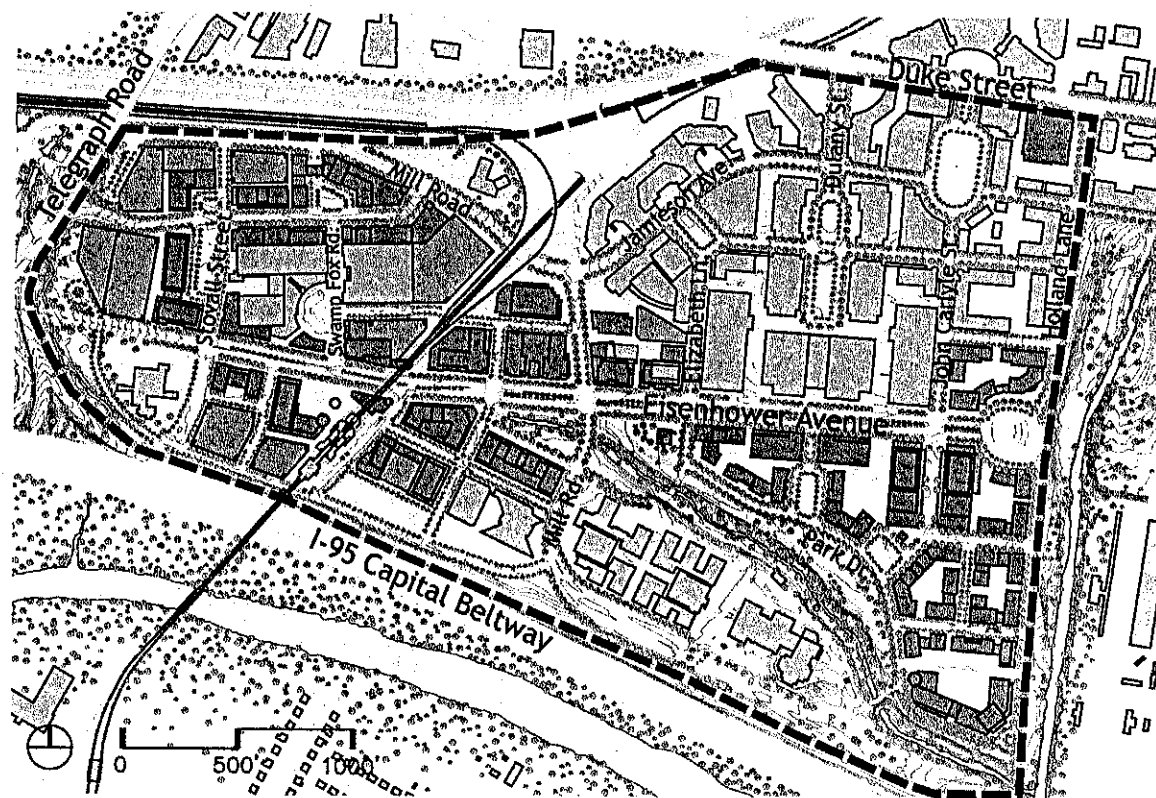 Telegraph Road
Duke Street
Dulany St.
Mill Road
Jamieson Ave.
Stovall Street
Swamp Fox Rd.
Elizabeth Ln.
John Carlyle St.
Holland Lane
Eisenhower Avenue
Mill Rd.
Park Dr.
I-95 Capital Beltway
0 500 1000